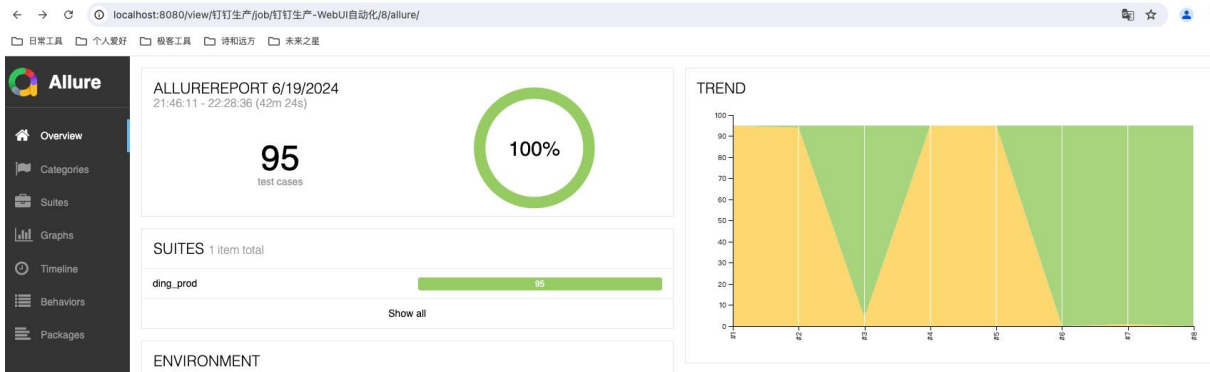 localhost:8080/view/钉钉生产/job/钉钉生产-WebUI自动化/8/allure/
日常工具 个人爱好 极客工具 诗和远方 未来之星
Allure
Overview
Categories
Suites
Graphs
Timeline
Behaviors
Packages
ALLUREREPORT 6/19/2024
21:46:11 - 22:28:36 (42m 24s)
95
test cases
100%
SUITES 1 item total
ding_prod 95
Show all
ENVIRONMENT
TREND
100
90
80
70
60
50
40
30
20
10
0
#1 #2 #3 #4 #5 #6 #7 #8